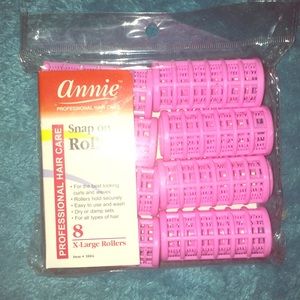 annie
PROFESSIONAL HAIR CARE
Snap on
Rol
PROFESSIONAL HAIR CARE
• For the best looking
curls and waves
• Rollers hold securely
• Easy to use and wash
• Dry or damp sets
• For all types of hair
8
X-Large Rollers